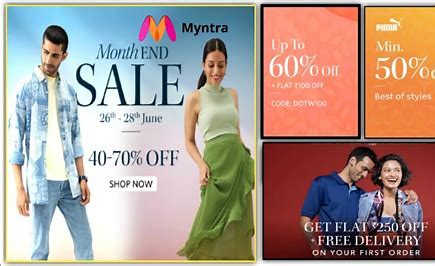 Myntra
Month END
SALE
26th - 28th June
40-70% OFF
SHOP NOW
Up To
60% Off
+ FLAT ₹100 OFF
CODE: DOTW100
PUMA
Min.
50% O
Best of styles
GET FLAT ₹250 OFF
+ FREE DELIVERY
ON YOUR FIRST ORDER